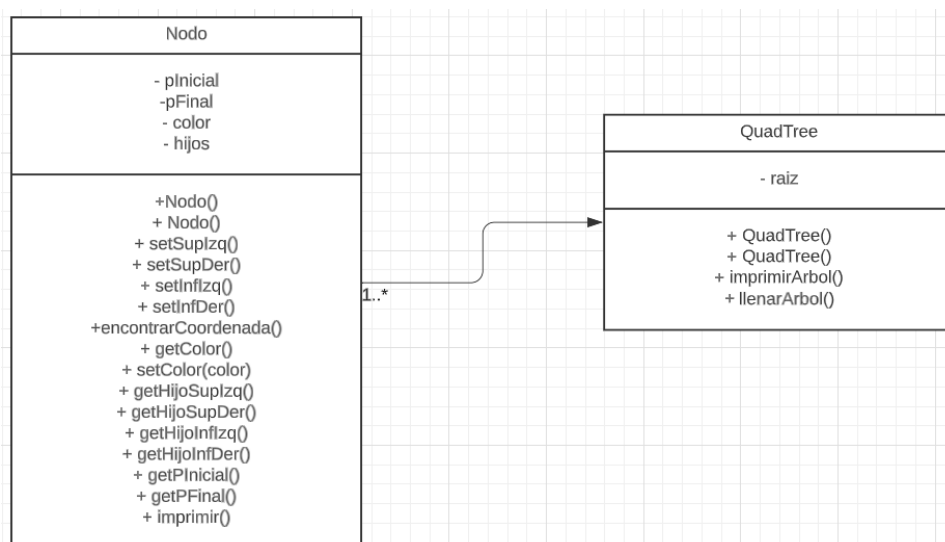 Nodo
- pInicial
-pFinal
- color
- hijos
+Nodo()
+ Nodo()
+ setSupIzq()
+ setSupDer()
+ setInfIzq()
+ setInfDer()
+encontrarCoordenada()
+ getColor()
+ setColor(color)
+ getHijoSupIzq()
+ getHijoSupDer()
+ getHijoInfIzq()
+ getHijoInfDer()
+ getPInicial()
+ getPFinal()
+ imprimir()
1..*
QuadTree
- raiz
+ QuadTree()
+ QuadTree()
+ imprimirArbol()
+ llenarArbol()